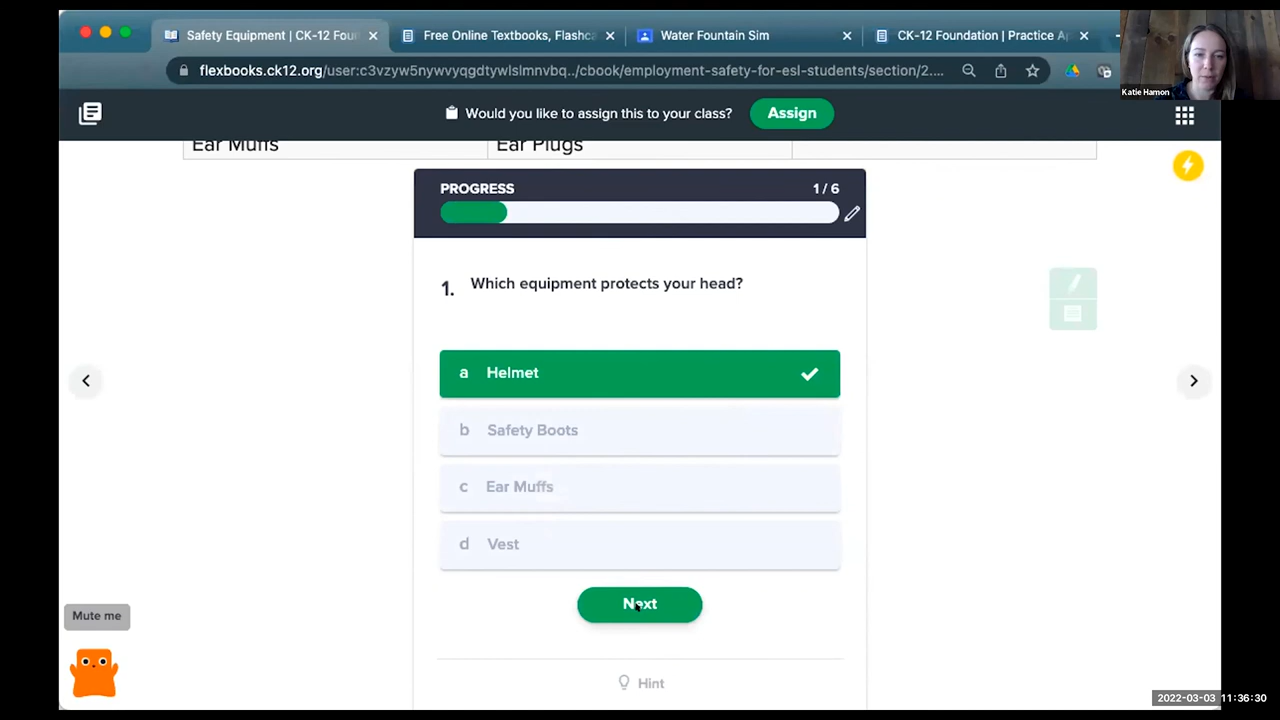 Safety Equipment | CK-12 Fou
Free Online Textbooks, Flashca
Water Fountain Sim
CK-12 Foundation | Practice Ap
flexbooks.ck12.org/user:c3vzyw5nywvyqgdtywlslmnvbq../cbook/employment-safety-for-esl-students/section/2....
Katie Hamon
Would you like to assign this to your class?
Assign
Ear Muffs
Ear Plugs
PROGRESS
1 / 6
1. Which equipment protects your head?
a Helmet
b Safety Boots
c Ear Muffs
d Vest
Next
Mute me
Hint
2022-03-03 11:36:30